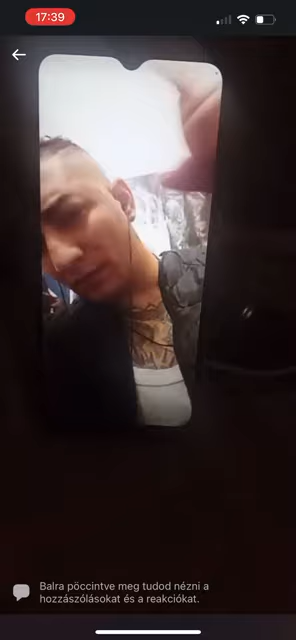 17:39
Balra pöccintve meg tudod nézni a
hozzászólásokat és a reakciókat.